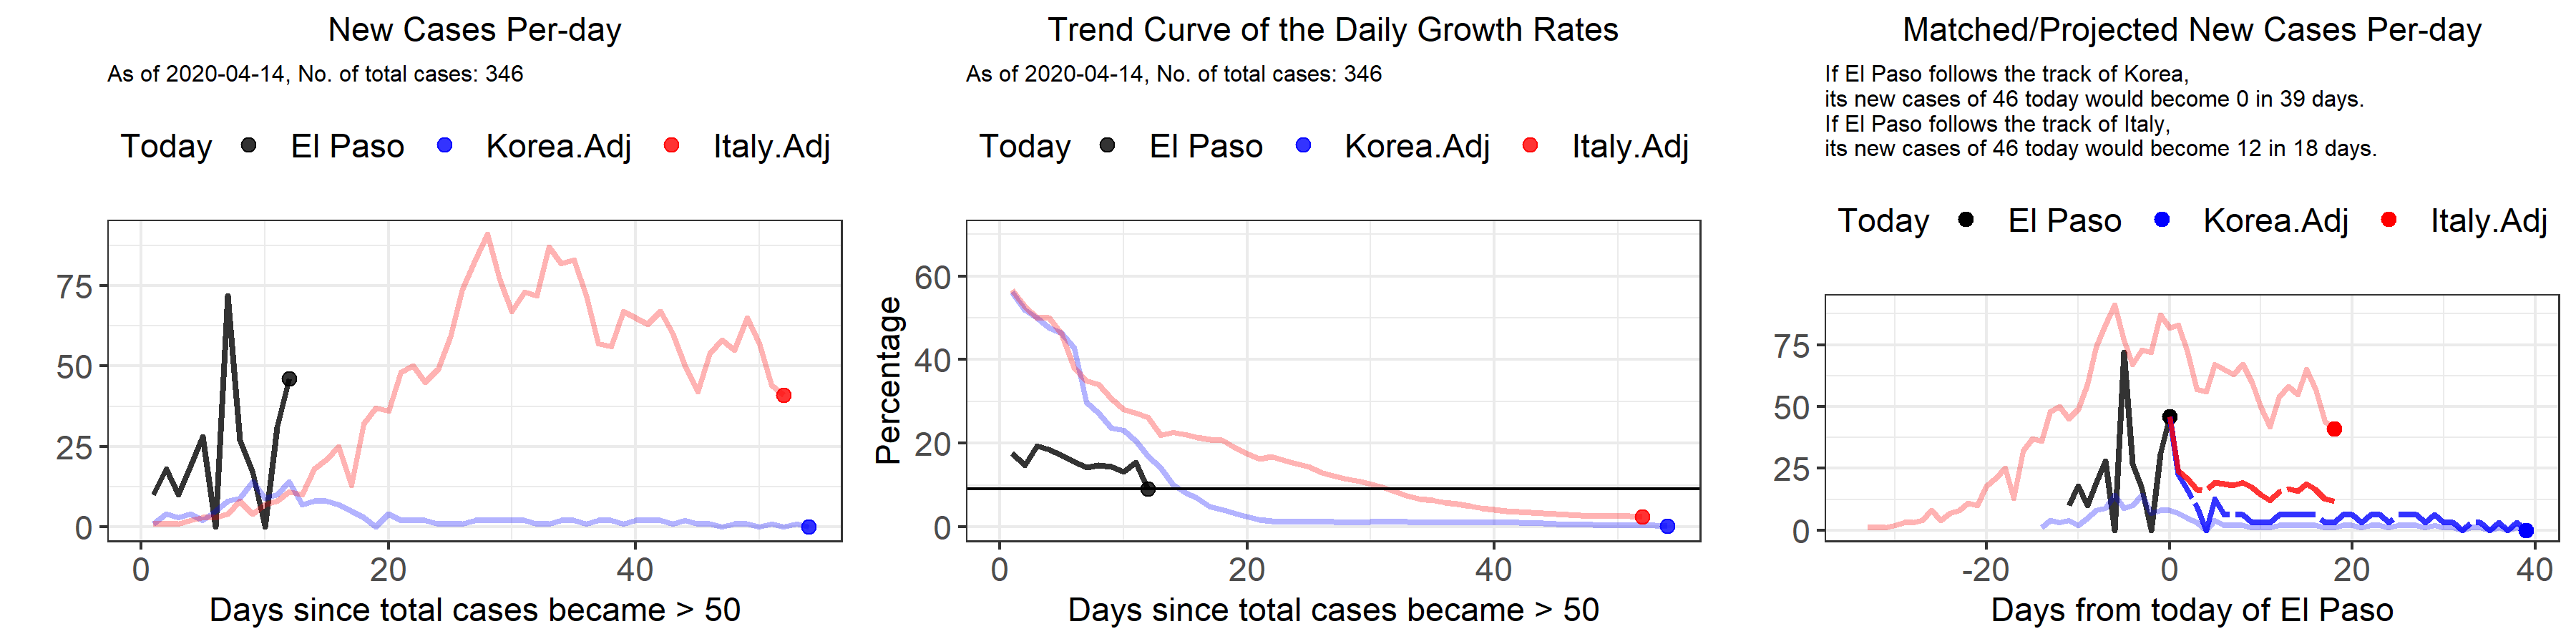 New Cases Per-day
As of 2020-04-14, No. of total cases: 346
Today El Paso Korea.Adj Italy.Adj
75
50
25
0
0 20 40
Days since total cases became > 50
Trend Curve of the Daily Growth Rates
As of 2020-04-14, No. of total cases: 346
Today El Paso Korea.Adj Italy.Adj
Percentage
60
40
20
0
0 20 40
Days since total cases became > 50
Matched/Projected New Cases Per-day
If El Paso follows the track of Korea,
its new cases of 46 today would become 0 in 39 days.
If El Paso follows the track of Italy,
its new cases of 46 today would become 12 in 18 days.
Today El Paso Korea.Adj Italy.Adj
75
50
25
0
-20 0 20 40
Days from today of El Paso